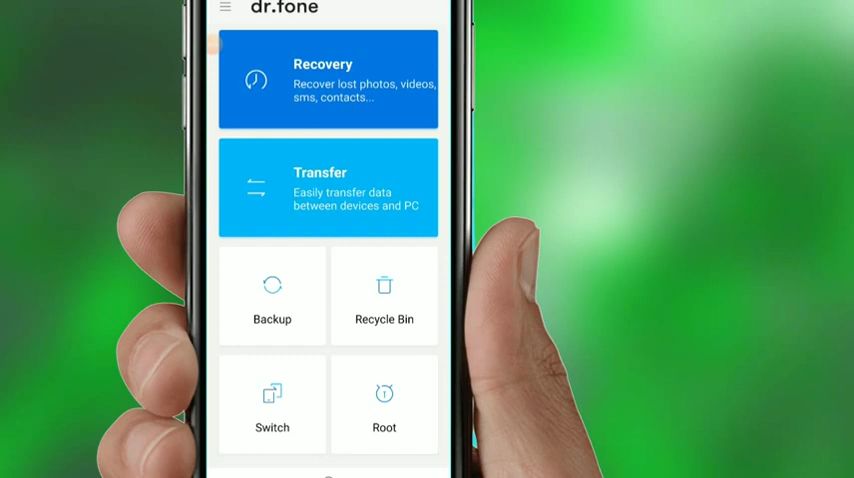 dr.fone
Recovery
Recover lost photos, videos,
sms, contacts...
Transfer
Easily transfer data
between devices and PC
Backup
Recycle Bin
Switch
Root